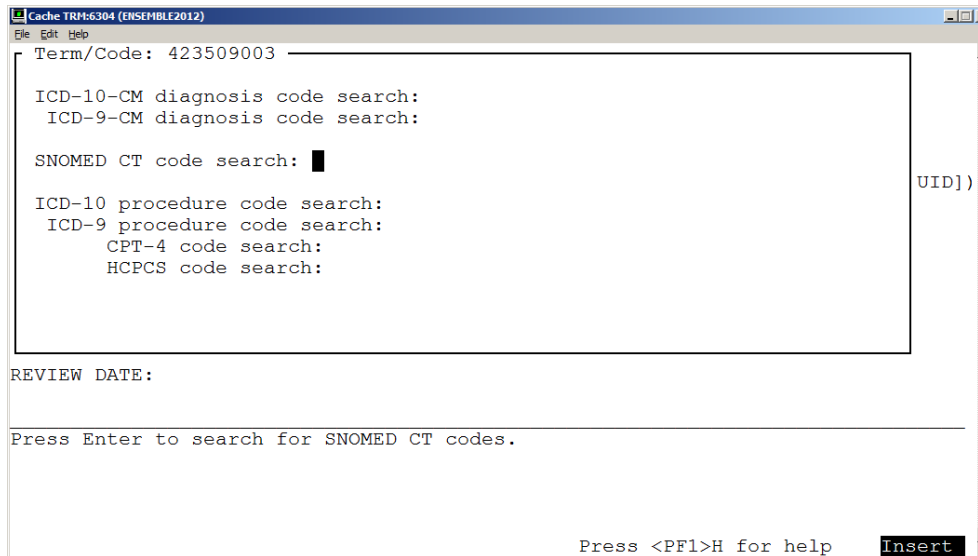 Cache TRM:6304 (ENSEMBLE2012)
File Edit Help
Term/Code: 423509003
ICD-10-CM diagnosis code search:
ICD-9-CM diagnosis code search:
SNOMED CT code search:
UID])
ICD-10 procedure code search:
ICD-9 procedure code search:
CPT-4 code search:
HCPCS code search:
REVIEW DATE:
Press Enter to search for SNOMED CT codes.
Press <PF1>H for help Insert